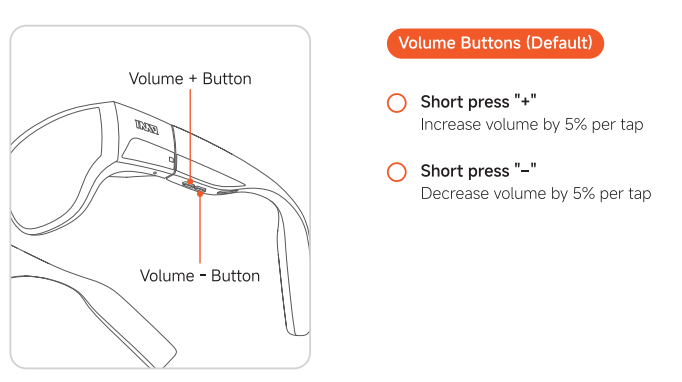 Volume + Button
Volume - Button
Volume Buttons (Default)
Short press "+"
Increase volume by 5% per tap
Short press "–"
Decrease volume by 5% per tap